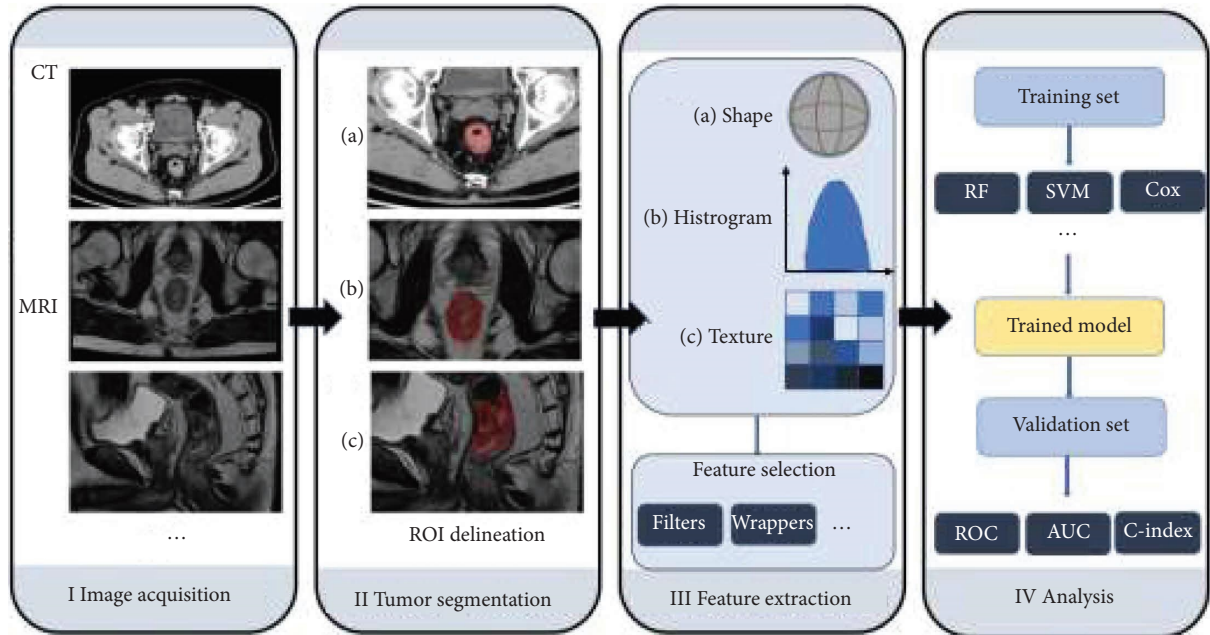 CT
MRI
…
I Image acquisition
(a)
(b)
(c)
ROI delineation
II Tumor segmentation
(a) Shape
(b) Histrogram
(c) Texture
Feature selection
Filters
Wrappers
…
III Feature extraction
Training set
RF
SVM
Cox
…
Trained model
Validation set
ROC
AUC
C-index
IV Analysis